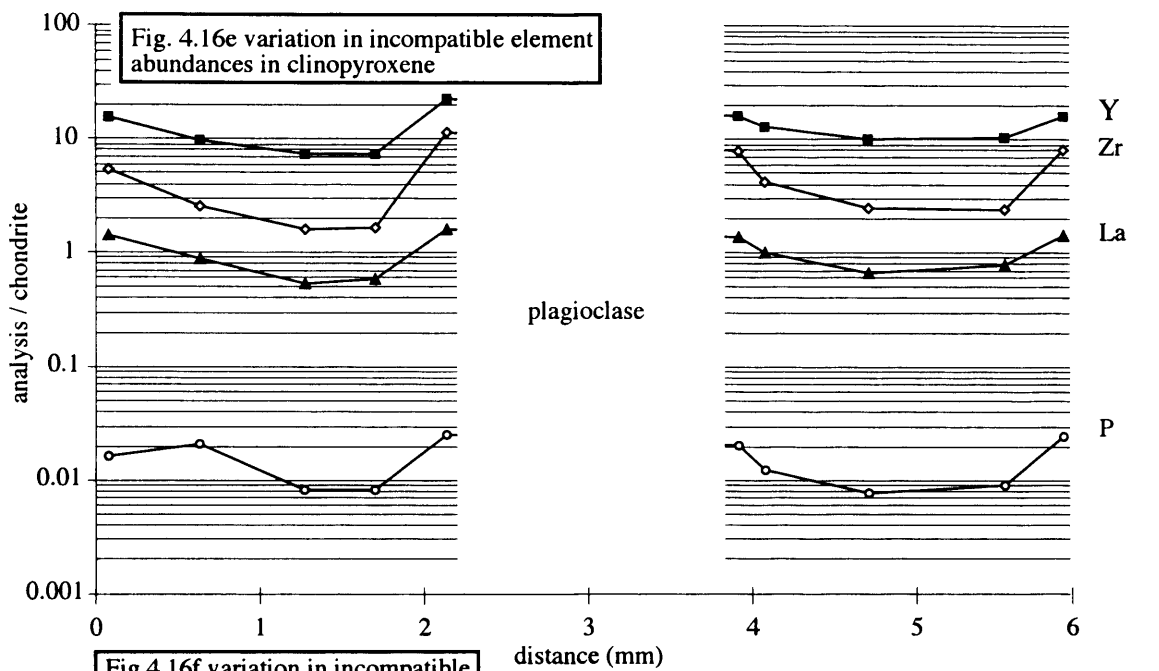 100
Fig. 4.16e variation in incompatible element
abundances in clinopyroxene
10
1
0.1
0.01
0.001
analysis / chondrite
Y
Zr
La
P
plagioclase
0 1 2 3 4 5 6
distance (mm)
Fig 4.16f variation in incompatible